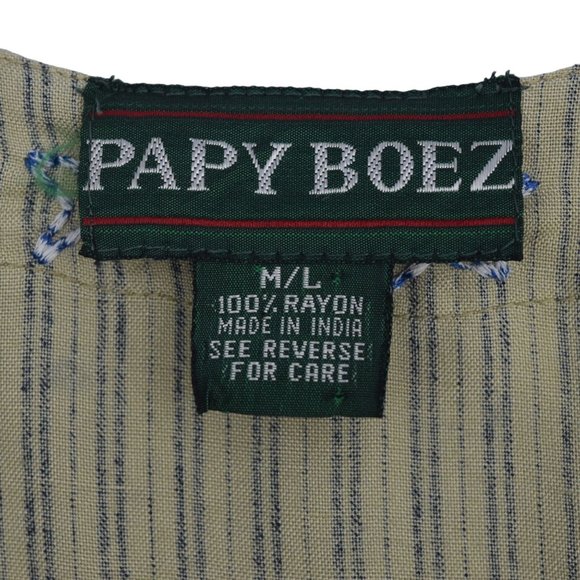 PAPY BOEZ
M/L
100% RAYON
MADE IN INDIA
SEE REVERSE
FOR CARE